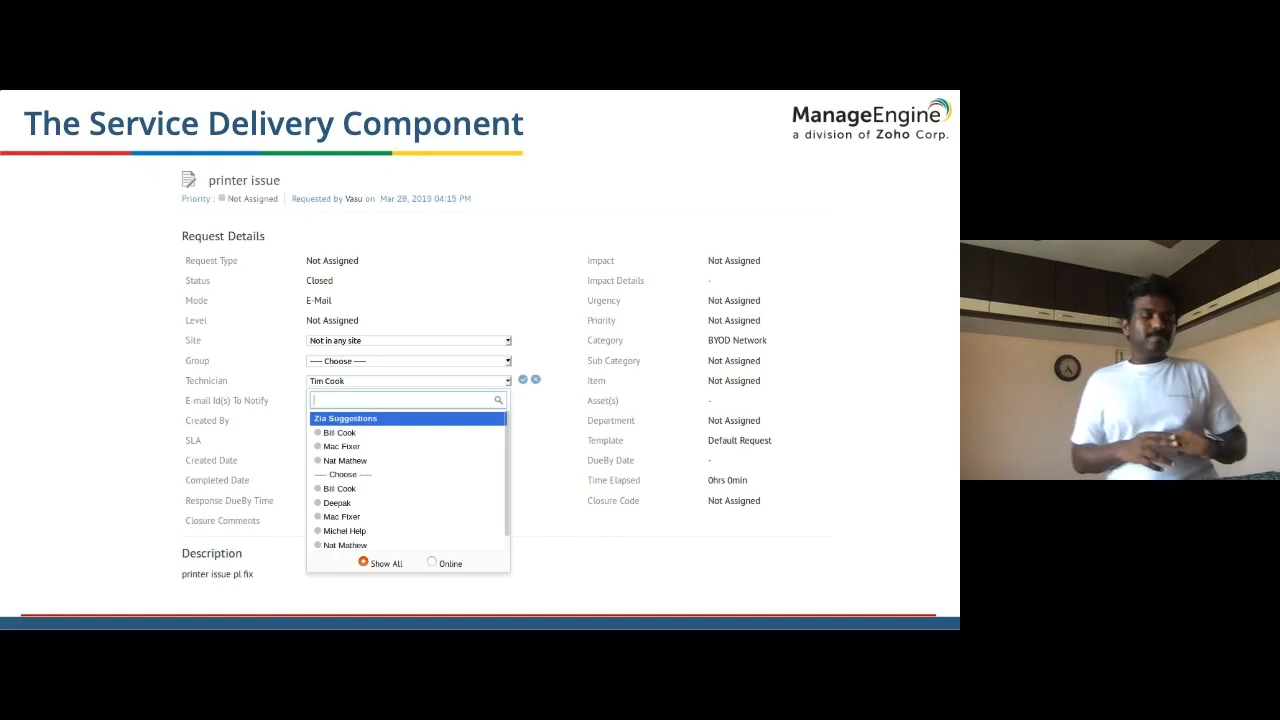 The Service Delivery Component
ManageEngine
a division of Zoho Corp.
printer issue
Priority : Not Assigned Requested by Vasu on Mar 28, 2019 04:15 PM
Request Details
Request Type Not Assigned Impact Not Assigned
Status Closed Impact Details -
Mode E-Mail Urgency Not Assigned
Level Not Assigned Priority Not Assigned
Site Not in any site Category BYOD Network
Group ----- Choose ----- Sub Category Not Assigned
Technician Tim Cook Item Not Assigned
E-mail Id(s) To Notify Asset(s) -
Created By Zia Suggestions Department Not Assigned
Bill Cook
SLA Mac Fixer Template Default Request
Created Date Nat Mathew DueBy Date -
----- Choose -----
Completed Date Bill Cook Time Elapsed 0hrs 0min
Response DueBy Time Deepak Closure Code Not Assigned
Closure Comments Mac Fixer
Michel Help
Nat Mathew
Show All Online
Description
printer issue pl fix